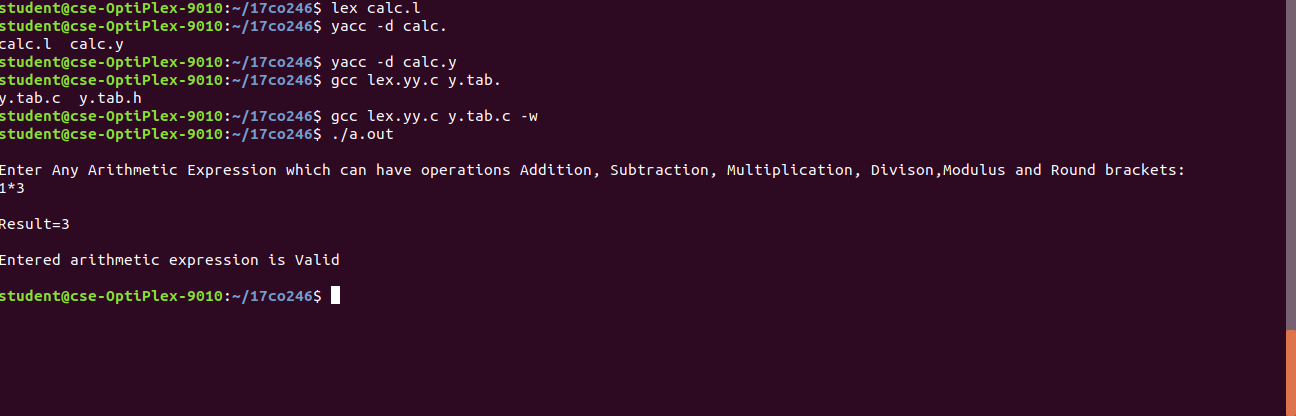 student@cse-OptiPlex-9010:~/17co246$ lex calc.l
student@cse-OptiPlex-9010:~/17co246$ yacc -d calc.
calc.l  calc.y
student@cse-OptiPlex-9010:~/17co246$ yacc -d calc.y
student@cse-OptiPlex-9010:~/17co246$ gcc lex.yy.c y.tab.
y.tab.c  y.tab.h
student@cse-OptiPlex-9010:~/17co246$ gcc lex.yy.c y.tab.c -w
student@cse-OptiPlex-9010:~/17co246$ ./a.out
Enter Any Arithmetic Expression which can have operations Addition, Subtraction, Multiplication, Divison,Modulus and Round brackets:
1*3
Result=3
Entered arithmetic expression is Valid
student@cse-OptiPlex-9010:~/17co246$